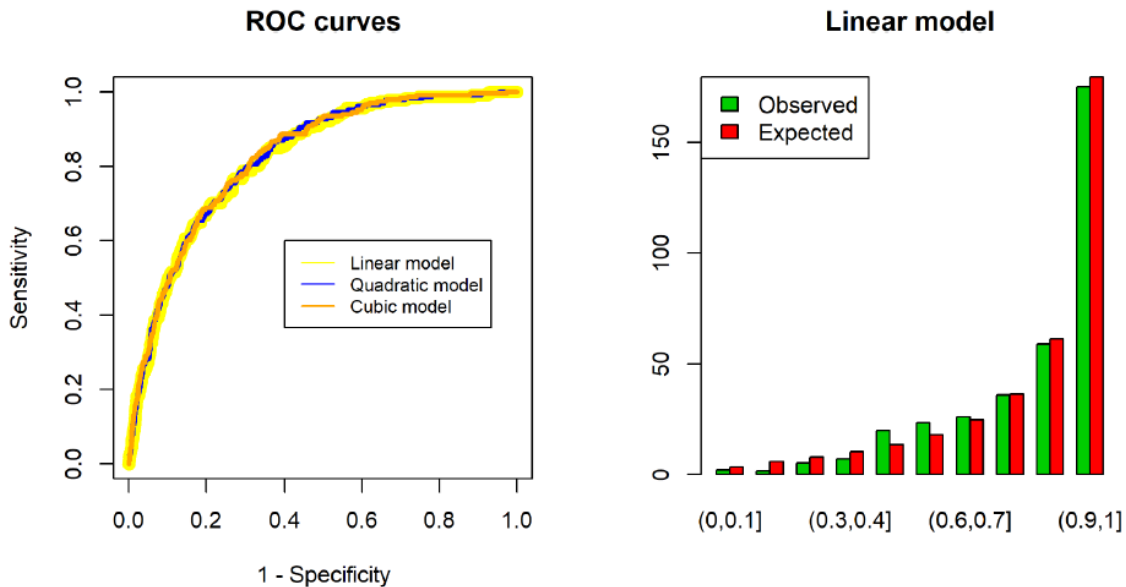 ROC curves
Sensitivity
0.0 0.2 0.4 0.6 0.8 1.0
Linear model
Quadratic model
Cubic model
0.0 0.2 0.4 0.6 0.8 1.0
1 - Specificity
Linear model
Observed
Expected
0 50 100 150
(0,0.1] (0.3,0.4] (0.6,0.7] (0.9,1]